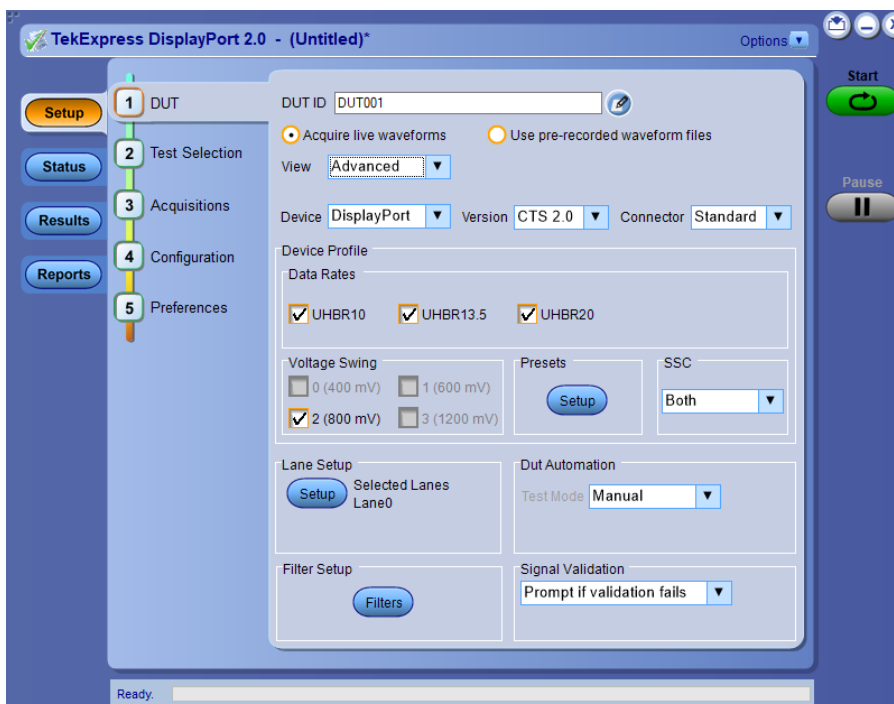 TekExpress DisplayPort 2.0 - (Untitled)*
Options
Start
Pause
Setup
Status
Results
Reports
1 DUT
2 Test Selection
3 Acquisitions
4 Configuration
5 Preferences
DUT ID DUT001
Acquire live waveforms Use pre-recorded waveform files
View Advanced
Device DisplayPort Version CTS 2.0 Connector Standard
Device Profile
Data Rates
UHBR10 UHBR13.5 UHBR20
Voltage Swing
0 (400 mV) 1 (600 mV)
2 (800 mV) 3 (1200 mV)
Presets
Setup
SSC
Both
Lane Setup
Setup
Selected Lanes
Lane0
Dut Automation
Test Mode Manual
Filter Setup
Filters
Signal Validation
Prompt if validation fails
Ready.